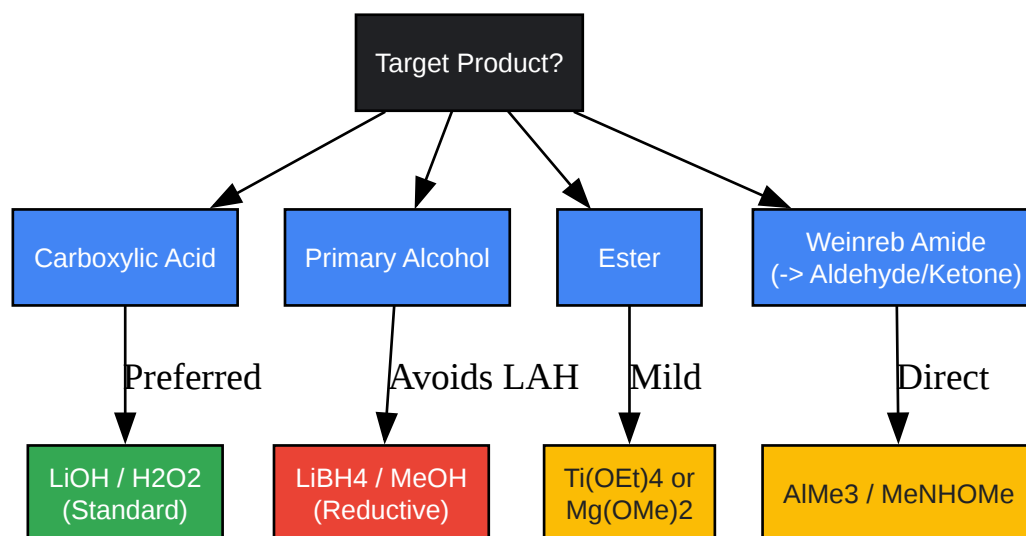 Target Product?
Carboxylic Acid
Primary Alcohol
Ester
Weinreb Amide
(-> Aldehyde/Ketone)
Preferred
Avoids LAH
Mild
Direct
LiOH / H2O2
(Standard)
LiBH4 / MeOH
(Reductive)
Ti(OEt)4 or
Mg(OMe)2
AlMe3 / MeNHOMe